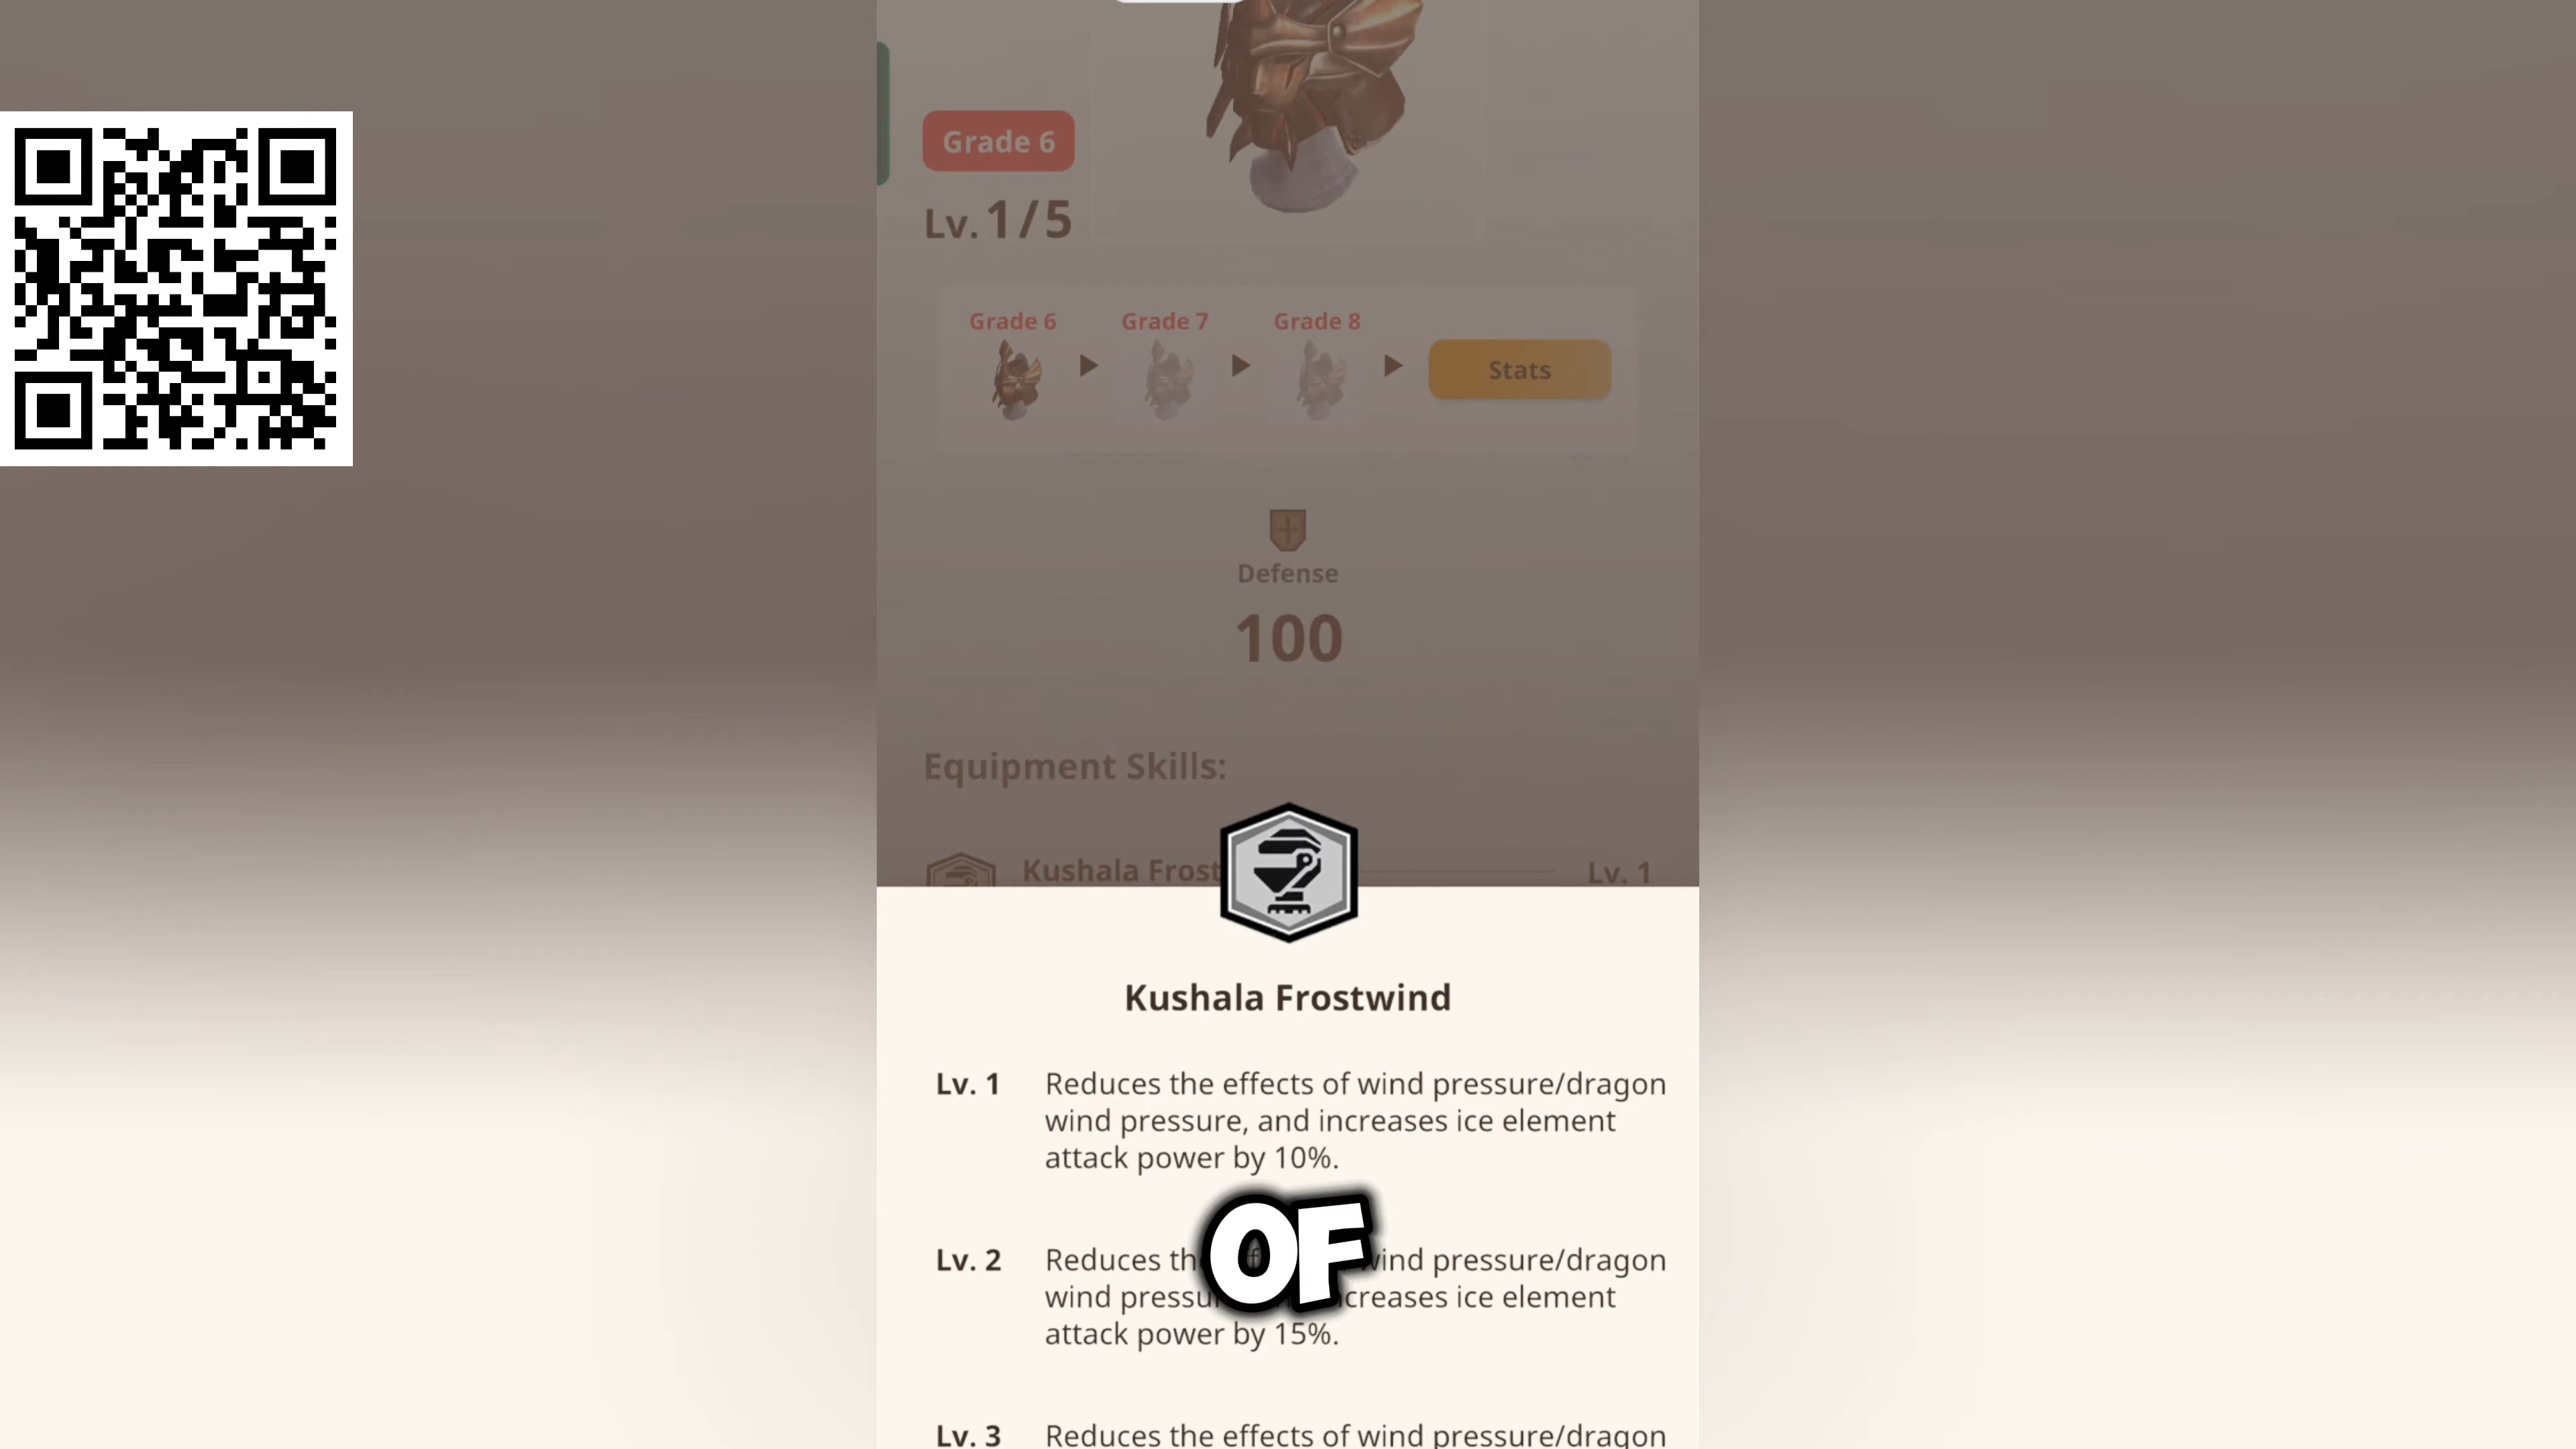 Grade 6
Lv. 1/5
Grade 6
Grade 7
Grade 8
Stats
Defense
100
Equipment Skills:
Kushala Frost
Lv. 1
Kushala Frostwind
Lv. 1
Reduces the effects of wind pressure/dragon
wind pressure, and increases ice element
attack power by 10%.
OF
Lv. 2
Reduces wind pressure/dragon
wind ice element
attack power by 15%.
Lv. 3
Reduces the effects of wind pressure/dragon